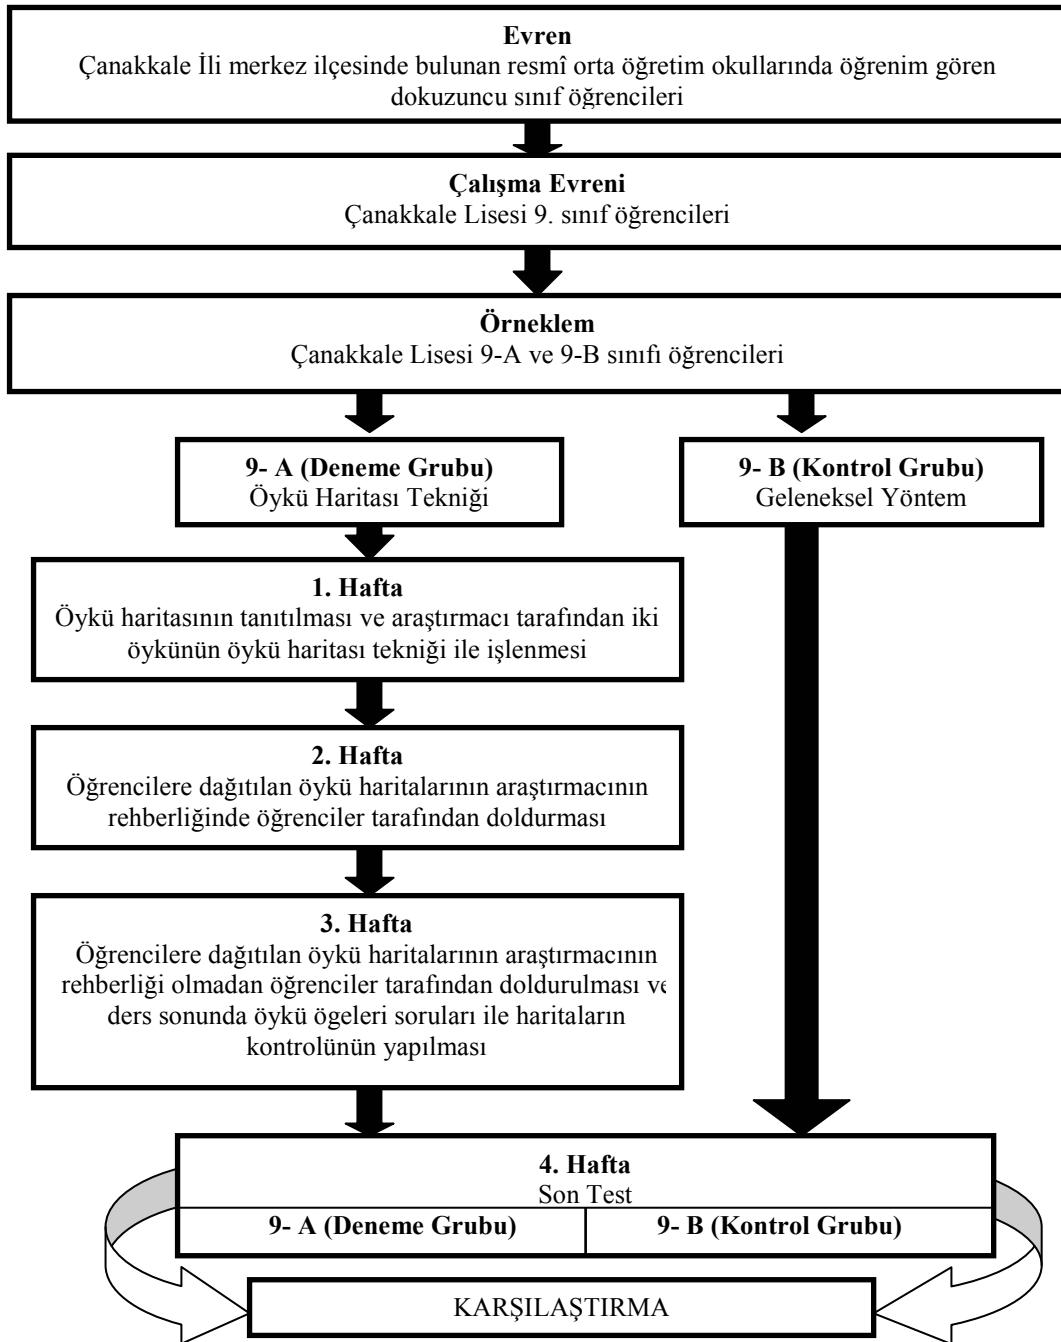 Evren
Çanakkale İli merkez ilçesinde bulunan resmî orta öğretim okullarında öğrenim gören
dokuzuncu sınıf öğrencileri
Çalışma Evreni
Çanakkale Lisesi 9. sınıf öğrencileri
Örneklem
Çanakkale Lisesi 9-A ve 9-B sınıfı öğrencileri
9- A (Deneme Grubu)
Öykü Haritası Tekniği
9- B (Kontrol Grubu)
Geleneksel Yöntem
1. Hafta
Öykü haritasının tanıtılması ve araştırmacı tarafından iki
öykünün öykü haritası tekniği ile işlenmesi
2. Hafta
Öğrencilere dağıtılan öykü haritalarının araştırmacının
rehberliğinde öğrenciler tarafından doldurması
3. Hafta
Öğrencilere dağıtılan öykü haritalarının araştırmacının
rehberliği olmadan öğrenciler tarafından doldurulması ve
ders sonunda öykü ögeleri soruları ile haritaların
kontrolünün yapılması
4. Hafta
Son Test
9- A (Deneme Grubu)
9- B (Kontrol Grubu)
KARŞILAŞTIRMA